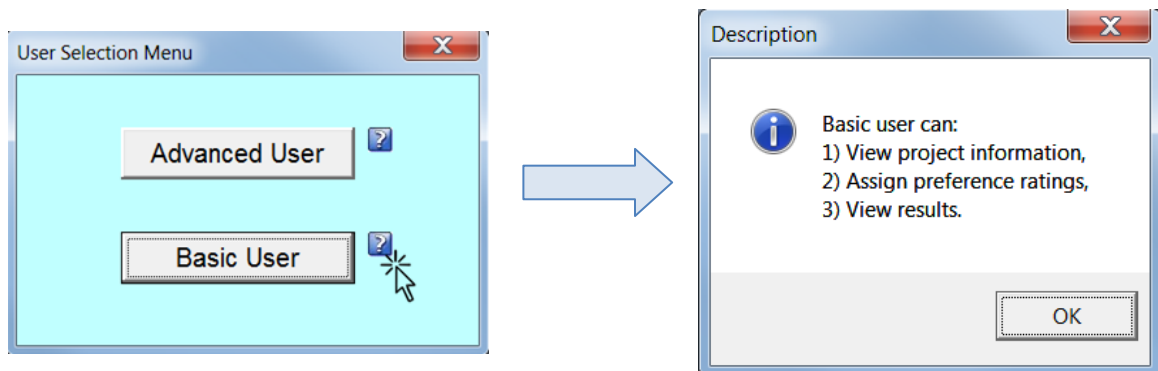 User Selection Menu
X
Advanced User
?
Basic User
?
Description
X
i
Basic user can:
1) View project information,
2) Assign preference ratings,
3) View results.
OK